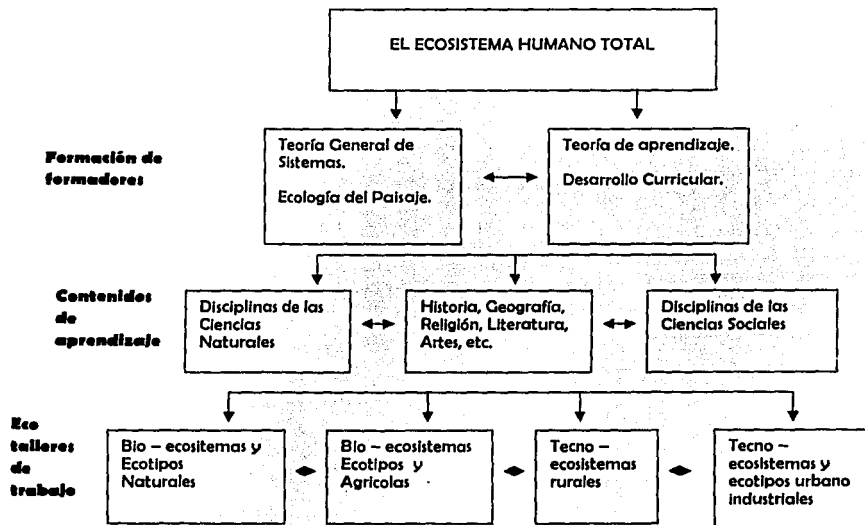 EL ECOSISTEMA HUMANO TOTAL
Formación de
formadores
Teoría General de
Sistemas.
Ecología del Paisaje.
Teoría de aprendizaje.
Desarrollo Curricular.
Contenidos
de
aprendizaje
Disciplinas de las
Ciencias
Naturales
Historia, Geografía,
Religión, Literatura,
Artes, etc.
Disciplinas de las
Ciencias Sociales
Eco
talleres
de
trabajo
Bio – ecositemas y
Ecotipos
Naturales
Bio – ecosistemas
Ecotipos y
Agricolas
Tecno –
ecosistemas
rurales
Tecno –
ecosistemas y
ecotipos urbano
industriales